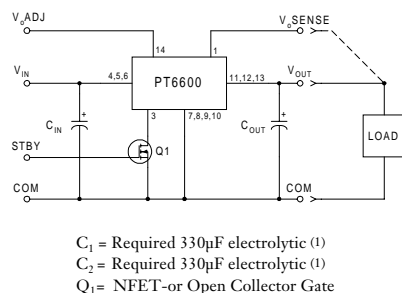 VoADJ
VoSENSE
14
1
VIN
4,5,6
PT6600
11,12,13
VOUT
CIN
+
3
7,8,9,10
COUT
+
LOAD
STBY
Q1
COM
COM
C1 = Required 330μF electrolytic (1)
C2 = Required 330μF electrolytic (1)
Q1= NFET-or Open Collector Gate